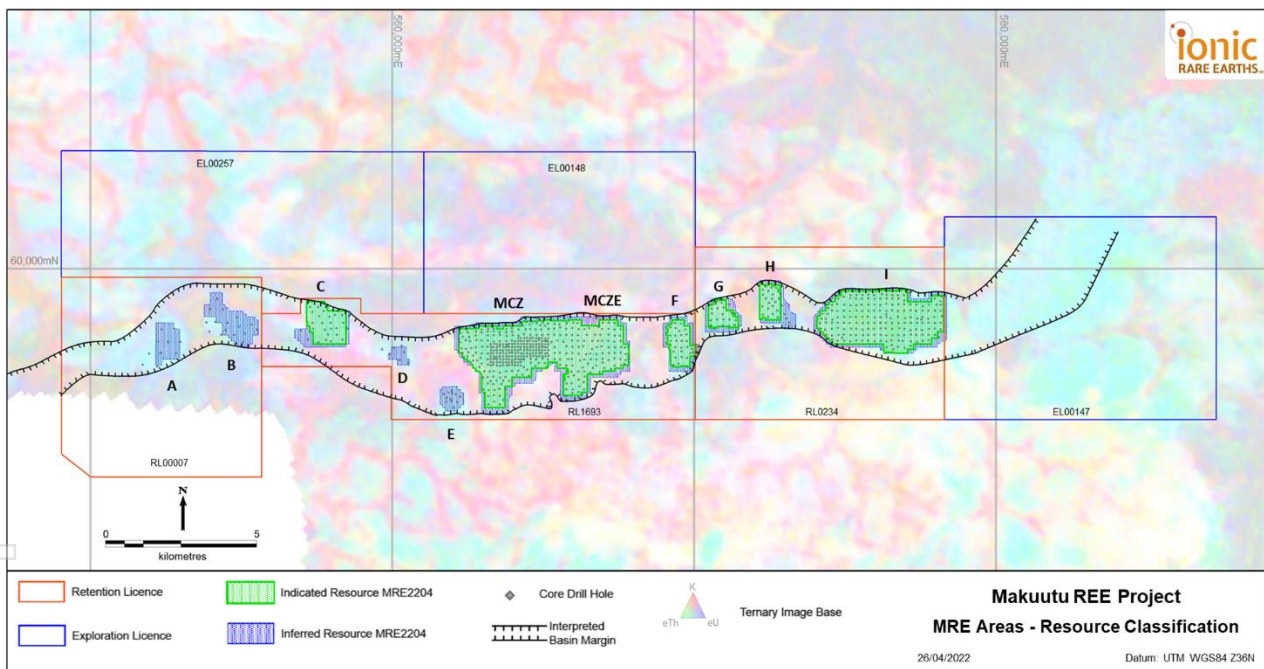 560,000mE
580,000mE
ionic
RARE EARTHS
EL00257
EL00148
60,000mN
H
C
G
I
MCZ
MCZE
F
A
B
D
E
RL1693
RL0234
EL00147
RL00007
N
0 5
kilometres
Retention Licence
Indicated Resource MRE2204
Core Drill Hole
K
eTh eU
Ternary Image Base
Exploration Licence
Inferred Resource MRE2204
Interpreted
Basin Margin
Makuutu REE Project
MRE Areas - Resource Classification
26/04/2022
Datum: UTM WGS84 Z36N